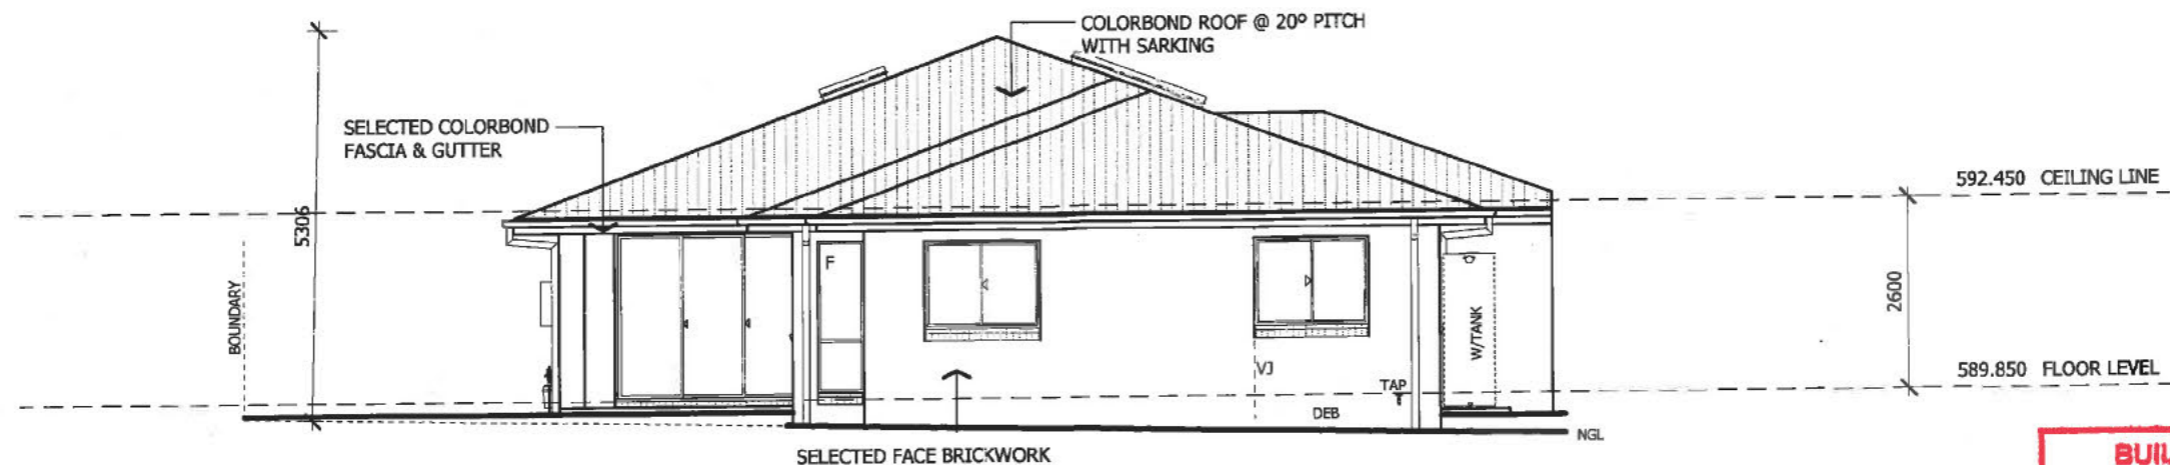 COLORBOND ROOF @ 20º PITCH
WITH SARKING
SELECTED COLORBOND
FASCIA & GUTTER
592.450 CEILING LINE
5306
F
BOUNDARY
2600
W/TANK
VJ
589.850 FLOOR LEVEL
TAP
DEB
NGL
SELECTED FACE BRICKWORK